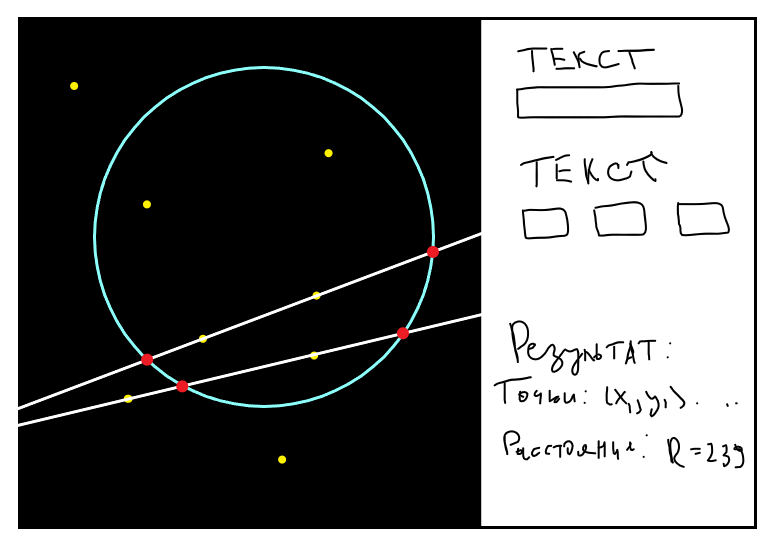 ТЕКСТ
ТЕКСТ
Результат:
Точки: (x₁, y₁). ..
Расстояние: R = 239